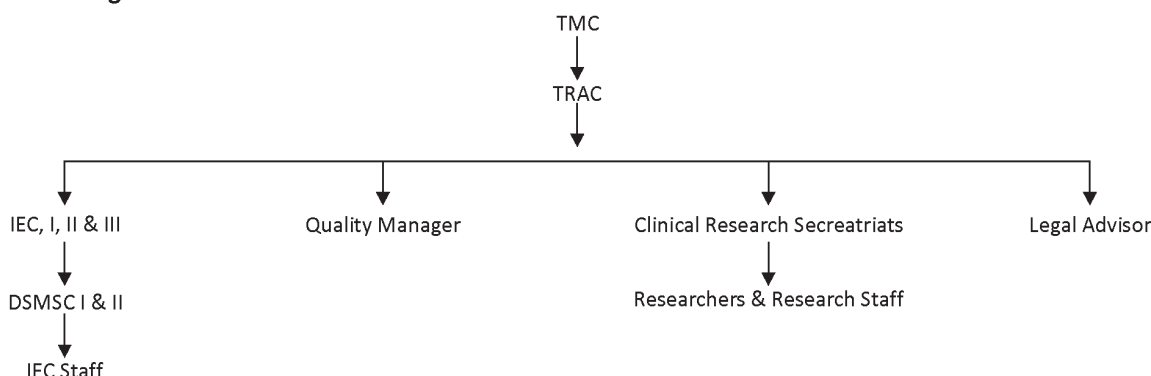 TMC
TRAC
IEC, I, II & III
Quality Manager
Clinical Research Secreatriats
Legal Advisor
DSMSC I & II
Researchers & Research Staff
IEC Staff